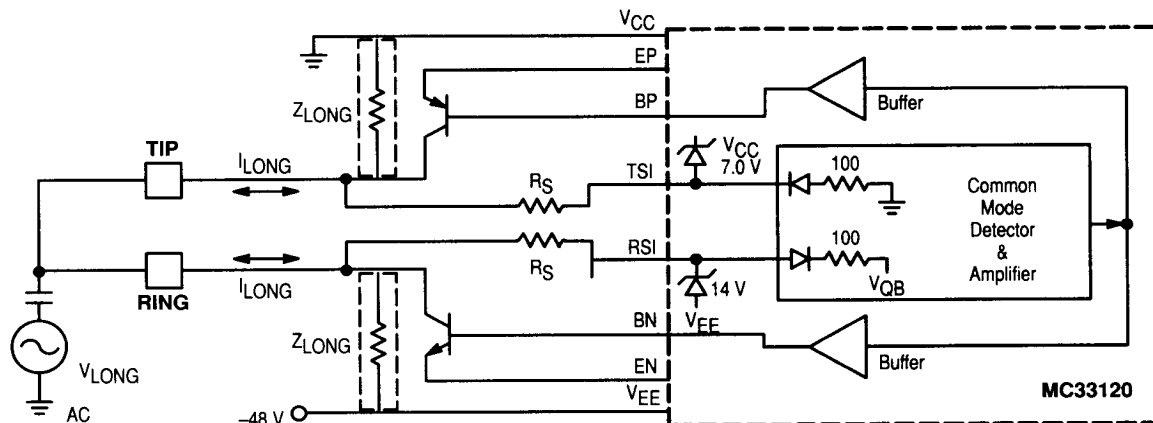 VCC
EP
BP
Buffer
ZLONG
TIP
ILONG
RS
TSI
VCC
7.0 V
100
Common
Mode
Detector
&
Amplifier
RING
ILONG
RS
RSI
14 V
VEE
100
VQB
ZLONG
BN
Buffer
EN
VEE
VLONG
AC
–48 V
MC33120